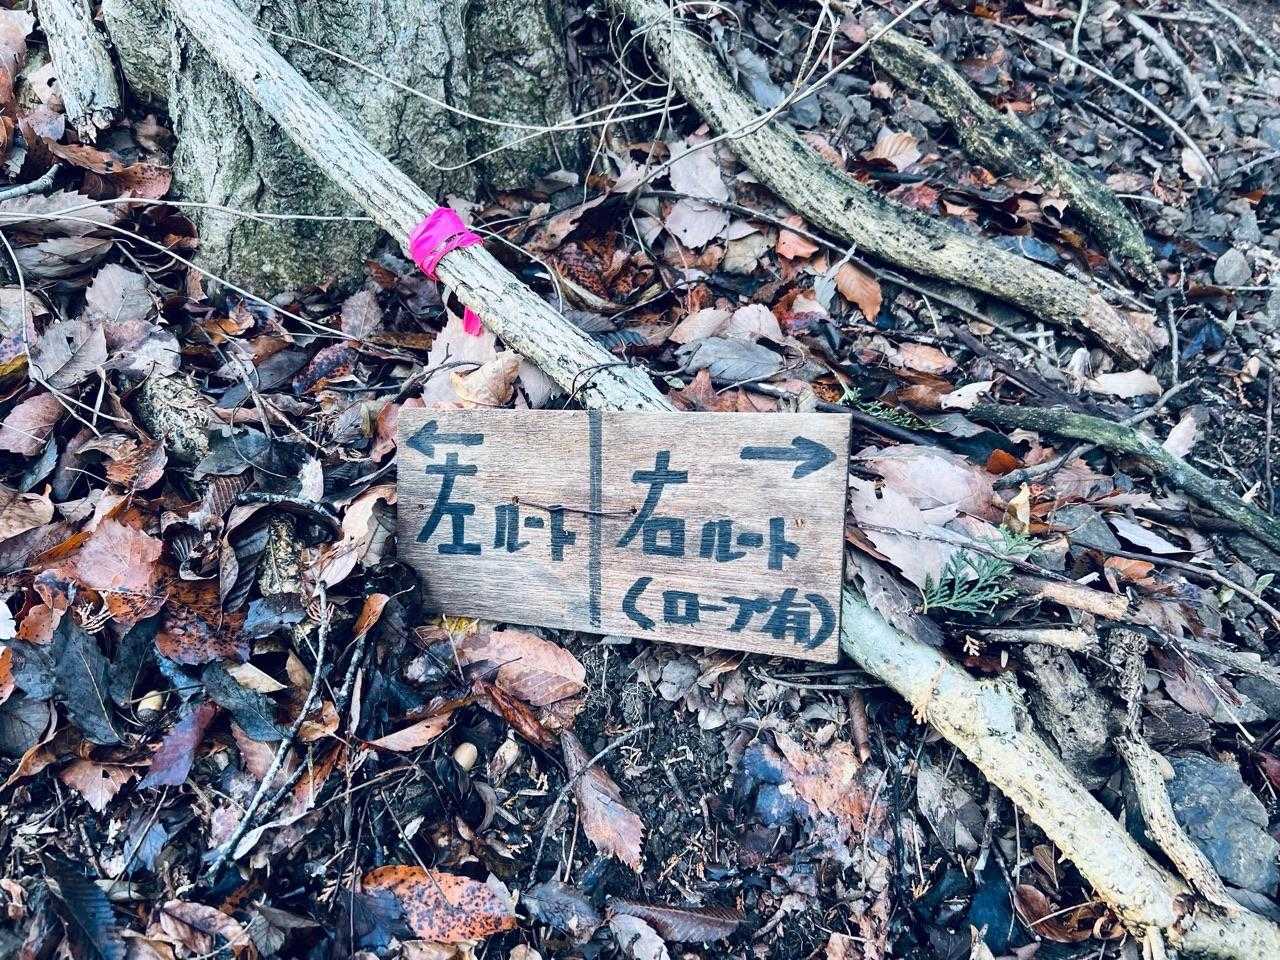 ← 左ルート
→ 右ルート
(ロープ有)